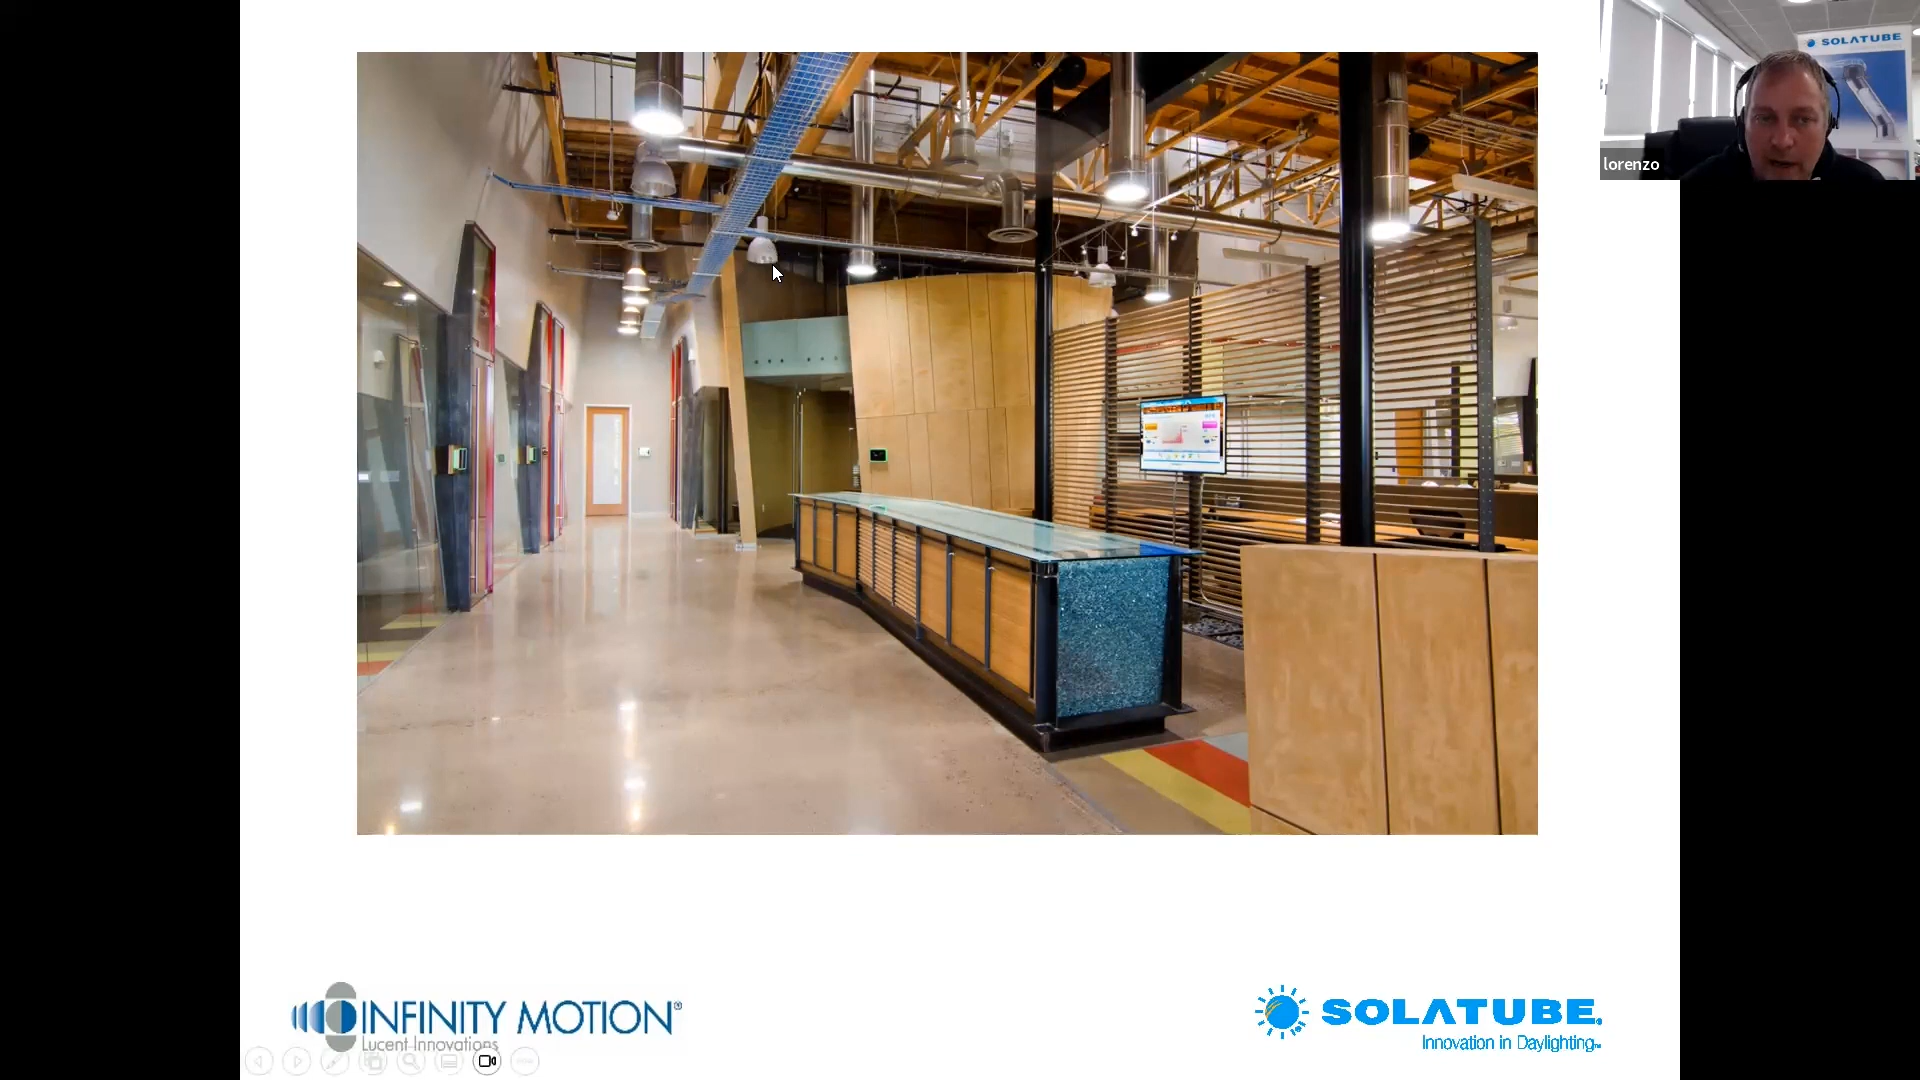 SOLATUBE
lorenzo
INFINITY MOTION®
Lucent Innovations
SOLATUBE®
Innovation in Daylighting™